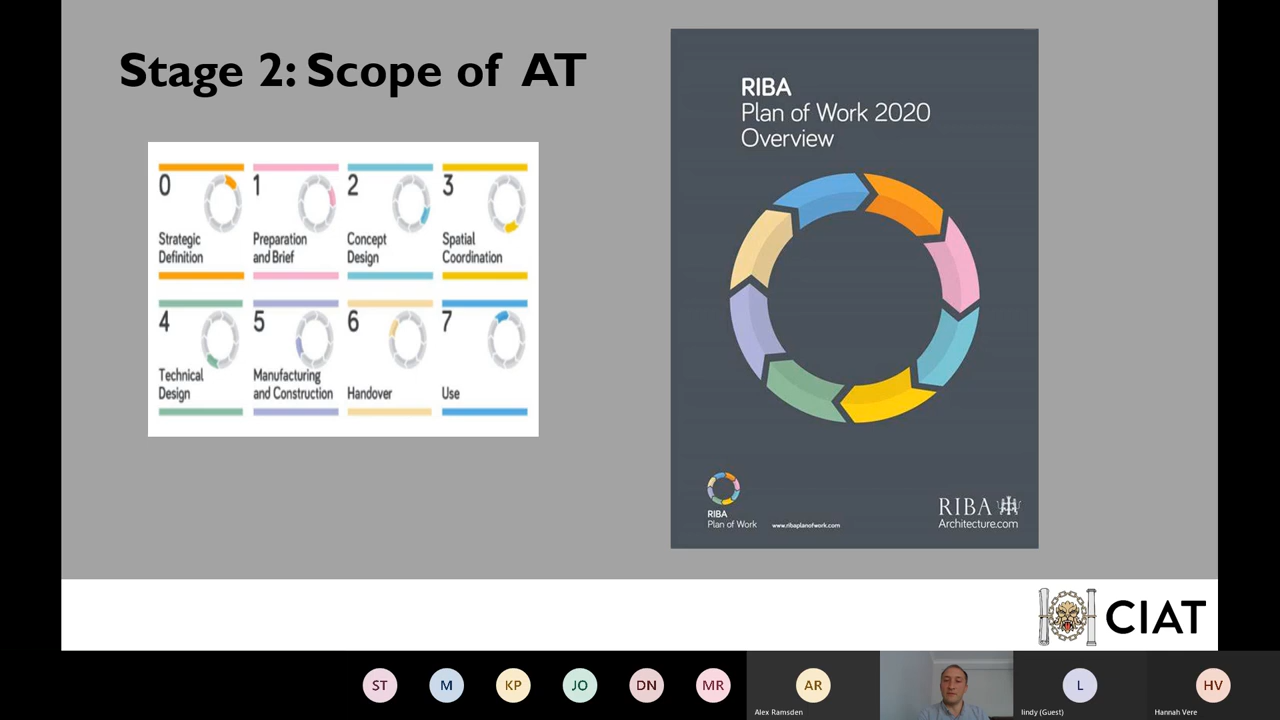 Stage 2: Scope of AT
0
Strategic
Definition
1
Preparation
and Brief
2
Concept
Design
3
Spatial
Coordination
4
Technical
Design
5
Manufacturing
and Construction
6
Handover
7
Use
RIBA
Plan of Work 2020
Overview
RIBA
Plan of Work
www.ribaplanofwork.com
RIBA
Architecture.com
CIAT
ST
M
KP
JO
DN
MR
AR
L
HV
Alex Ramsden
lindy (Guest)
Hannah Vere